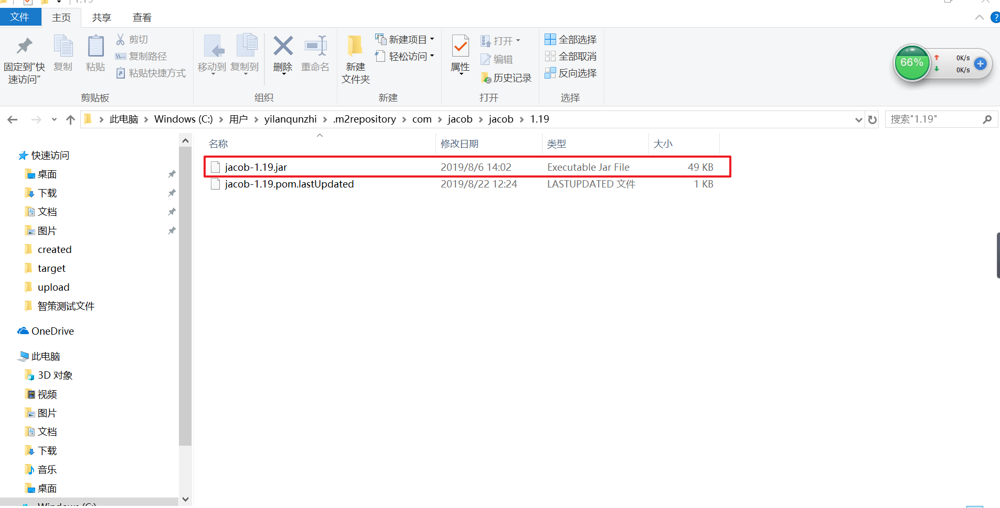 1.19
文件 主页 共享 查看
固定到“快速访问”
复制
粘贴
剪切
复制路径
粘贴快捷方式
剪贴板
移动到
复制到
删除
重命名
组织
新建文件夹
新建项目
轻松访问
新建
属性
打开
编辑
历史记录
打开
全部选择
全部取消
反向选择
选择
66%
0K/s
0K/s
此电脑 > Windows (C:) > 用户 > yilanqunzhi > .m2repository > com > jacob > jacob > 1.19
搜索"1.19"
名称 修改日期 类型 大小
jacob-1.19.jar 2019/8/6 14:02 Executable Jar File 49 KB
jacob-1.19.pom.lastUpdated 2019/8/22 12:24 LASTUPDATED 文件 1 KB
快速访问
桌面
下载
文档
图片
created
target
upload
智策测试文件
OneDrive
此电脑
3D 对象
视频
图片
文档
下载
音乐
桌面
Windows (C:)